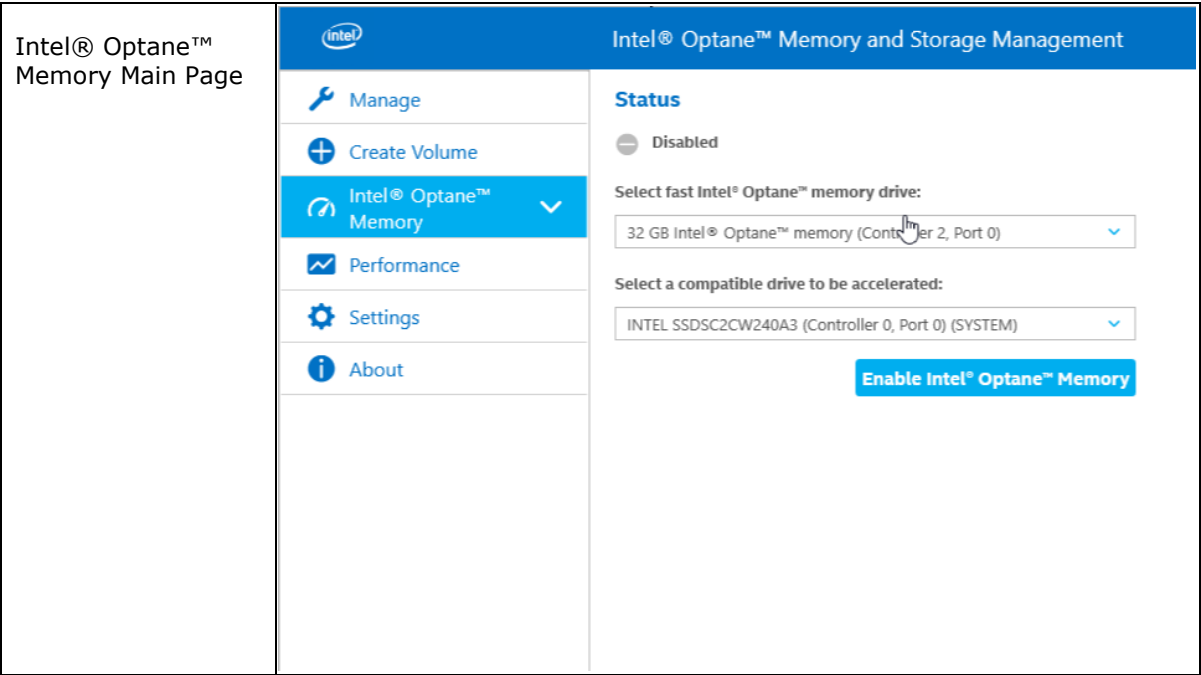 Intel® Optane™
Memory Main Page
intel
Intel® Optane™ Memory and Storage Management
Manage
Create Volume
Intel® Optane™
Memory
Performance
Settings
About
Status
Disabled
Select fast Intel® Optane™ memory drive:
32 GB Intel® Optane™ memory (Controller 2, Port 0)
Select a compatible drive to be accelerated:
INTEL SSDSC2CW240A3 (Controller 0, Port 0) (SYSTEM)
Enable Intel® Optane™ Memory